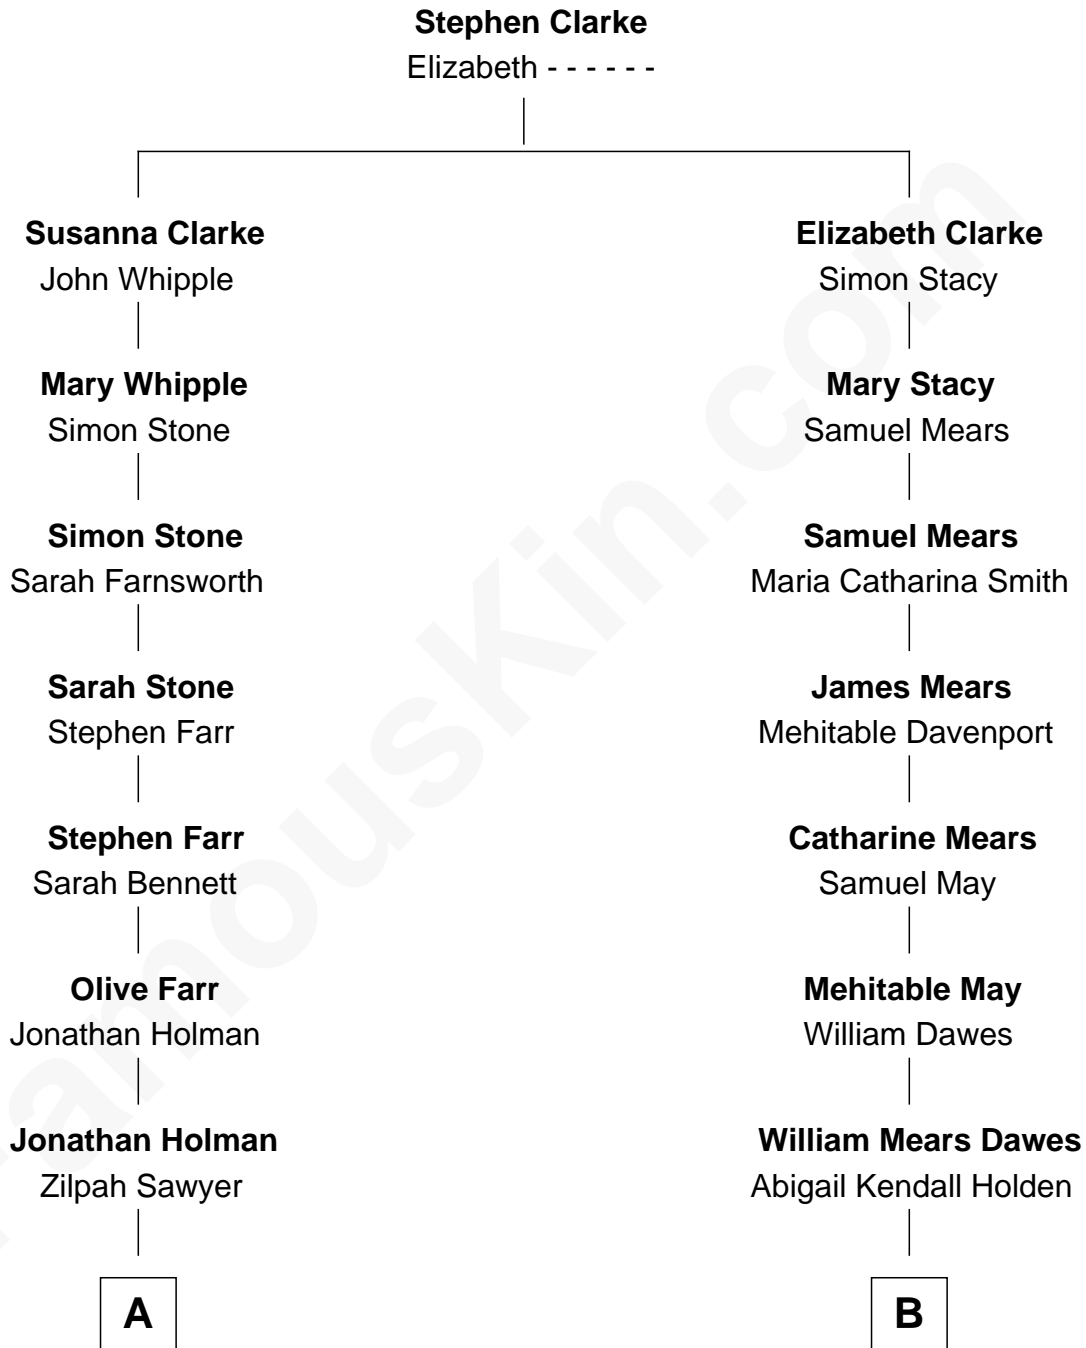 Stephen Clarke
Elizabeth - - - - - -
Susanna Clarke
John Whipple
Elizabeth Clarke
Simon Stacy
Mary Whipple
Simon Stone
Mary Stacy
Samuel Mears
Simon Stone
Sarah Farnsworth
Samuel Mears
Maria Catharina Smith
Sarah Stone
Stephen Farr
James Mears
Mehitable Davenport
Stephen Farr
Sarah Bennett
Catharine Mears
Samuel May
Olive Farr
Jonathan Holman
Mehitable May
William Dawes
Jonathan Holman
Zilpah Sawyer
William Mears Dawes
Abigail Kendall Holden
A
B
FamousKin.com